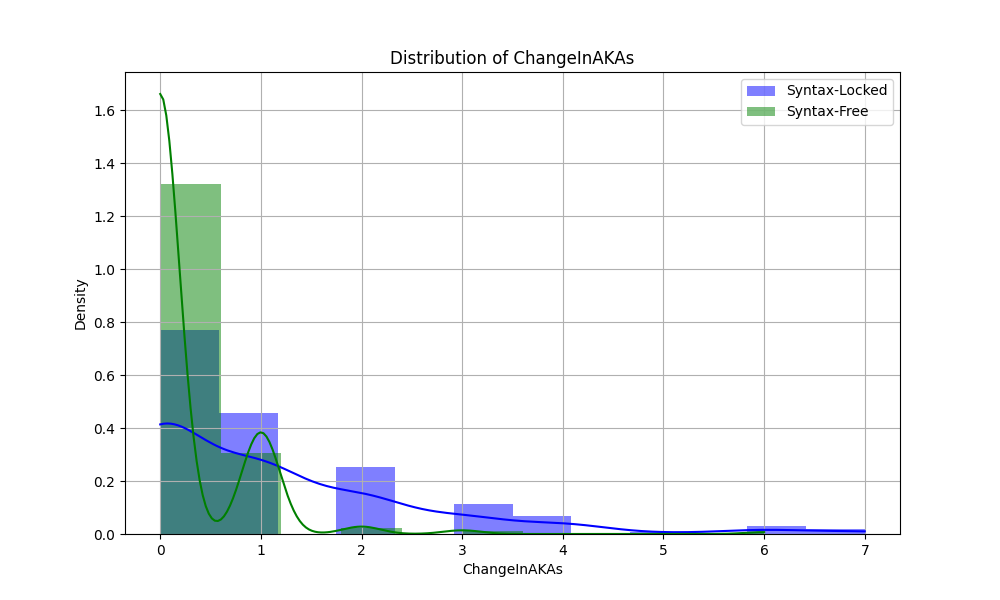 Distribution of ChangeInAKAs
Syntax-Locked
Syntax-Free
Density
1.6
1.4
1.2
1.0
0.8
0.6
0.4
0.2
0.0
0 1 2 3 4 5 6 7
ChangeInAKAs